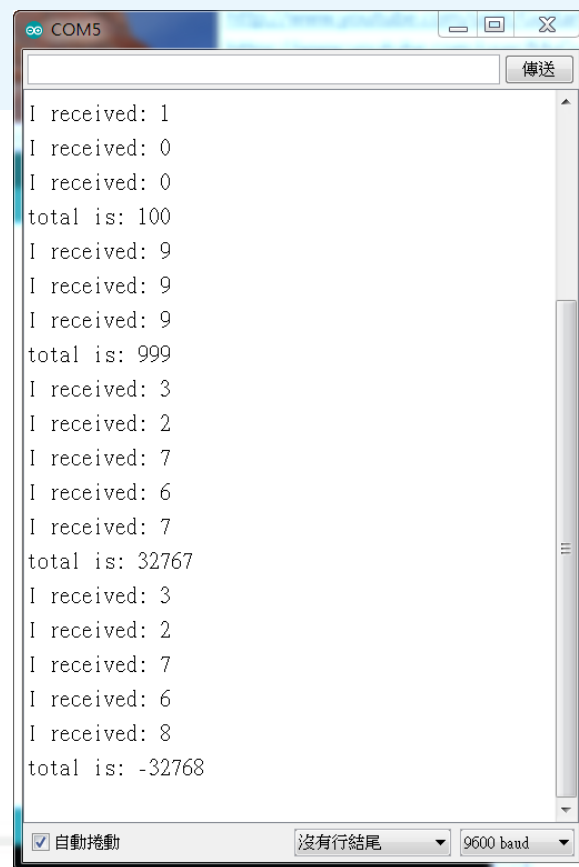 COM5
傳送
I received: 1
I received: 0
I received: 0
total is: 100
I received: 9
I received: 9
I received: 9
total is: 999
I received: 3
I received: 2
I received: 7
I received: 6
I received: 7
total is: 32767
I received: 3
I received: 2
I received: 7
I received: 6
I received: 8
total is: -32768
自動捲動 沒有行結尾 9600 baud